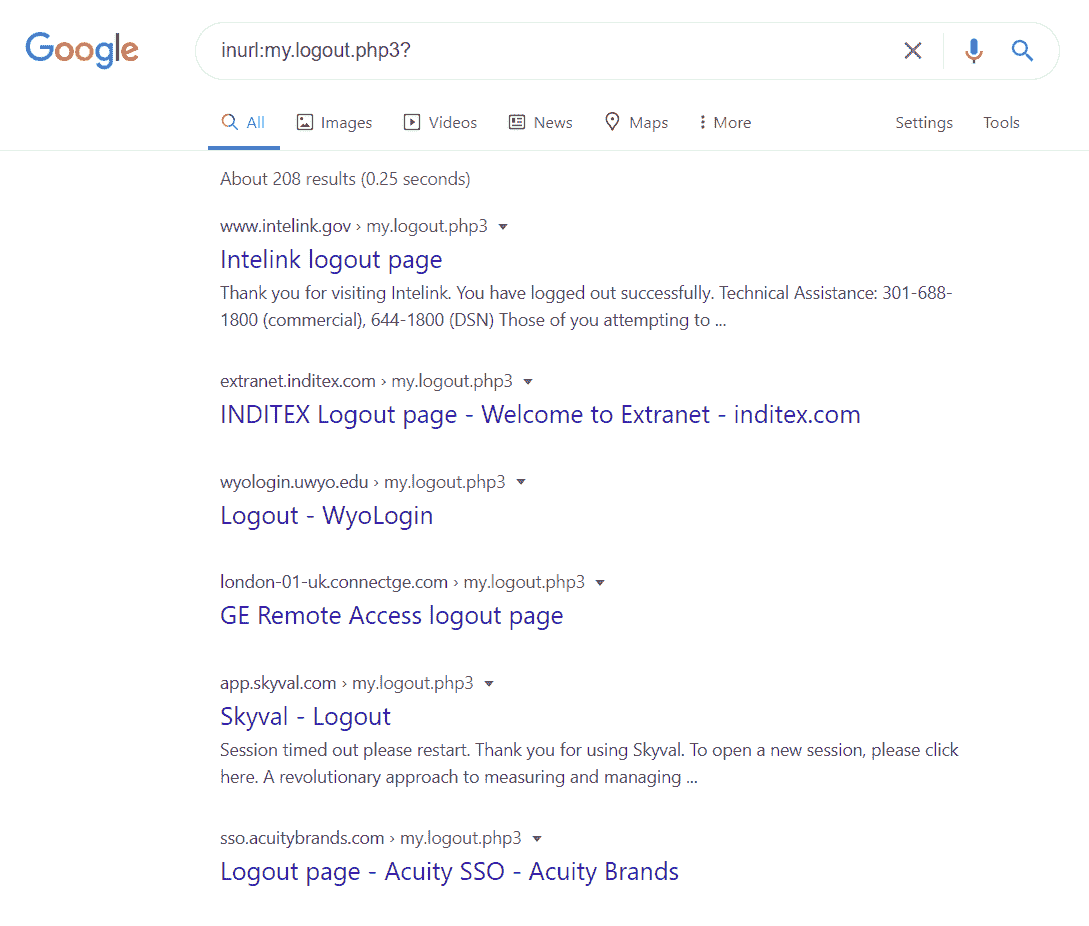 Google
inurl:my.logout.php3?
All Images Videos News Maps More Settings Tools
About 208 results (0.25 seconds)
www.intelink.gov › my.logout.php3
Intelink logout page
Thank you for visiting Intelink. You have logged out successfully. Technical Assistance: 301-688-
1800 (commercial), 644-1800 (DSN) Those of you attempting to ...
extranet.inditex.com › my.logout.php3
INDITEX Logout page - Welcome to Extranet - inditex.com
wyologin.uwyo.edu › my.logout.php3
Logout - WyoLogin
london-01-uk.connectge.com › my.logout.php3
GE Remote Access logout page
app.skyval.com › my.logout.php3
Skyval - Logout
Session timed out please restart. Thank you for using Skyval. To open a new session, please click
here. A revolutionary approach to measuring and managing ...
sso.acuitybrands.com › my.logout.php3
Logout page - Acuity SSO - Acuity Brands